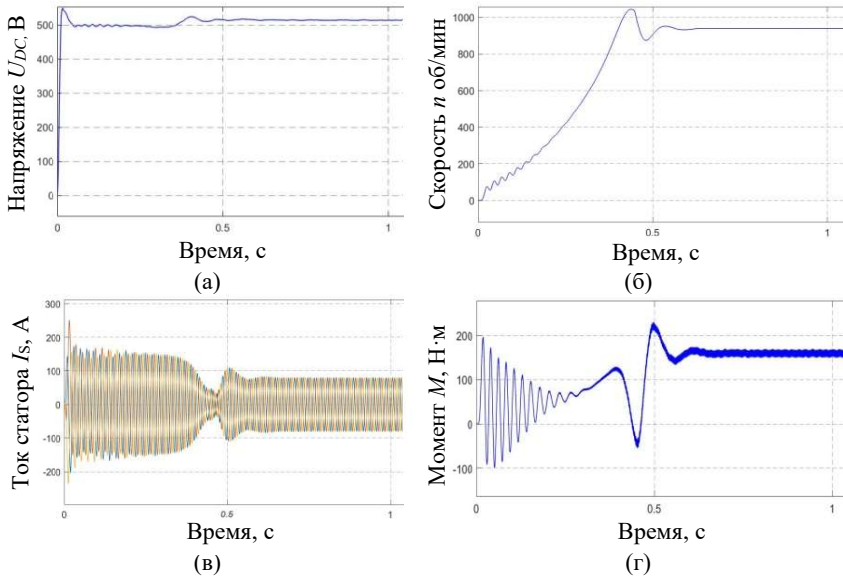 Напряжение U_DC, В
500
400
300
200
100
0
0
0.5
1
Время, с
(а)
Скорость n об/мин
1000
800
600
400
200
0
0
0.5
1
Время, с
(б)
Ток статора I_S, А
300
200
100
0
-100
-200
0
0.5
1
Время, с
(в)
Момент M, Н·м
200
100
0
-100
0
0.5
1
Время, с
(г)